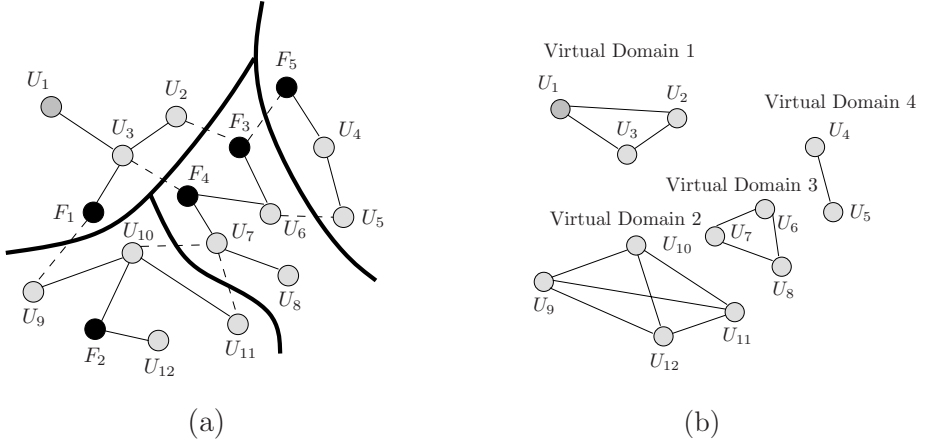 U1
U2
U3
F1
F5
F3
U4
F4
U5
U6
U10
U7
U8
U9
U11
F2
U12
(a)
Virtual Domain 1
U1
U2
U3
Virtual Domain 4
U4
U5
Virtual Domain 3
U6
U7
U8
Virtual Domain 2
U10
U9
U11
U12
(b)